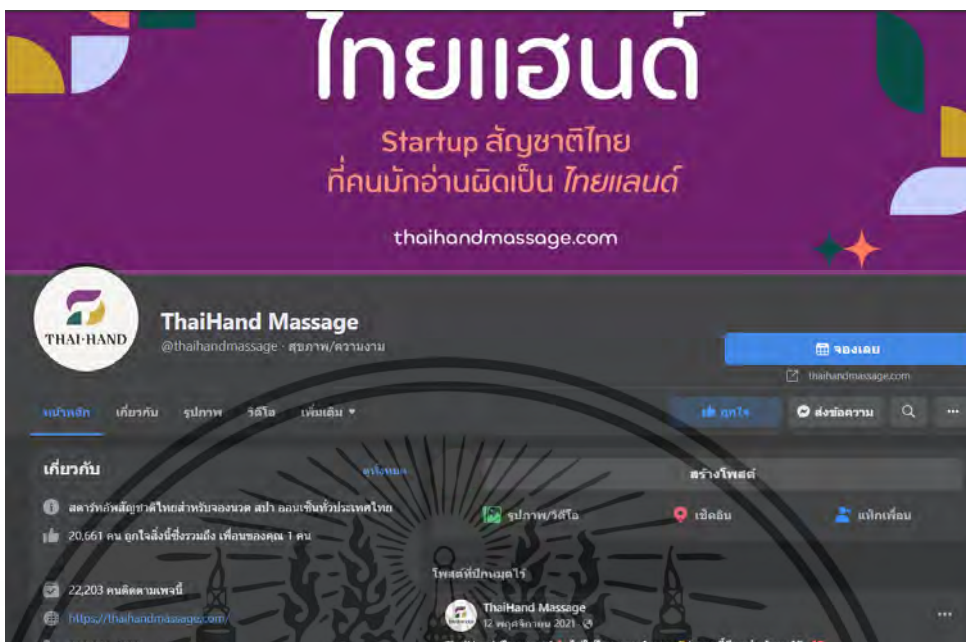 ไทยแฮนด์
Startup สัญชาติไทย
ที่คนมักอ่านผิดเป็น ไทยแลนด์
thaihandmassage.com
THAI·HAND
ThaiHand Massage
@thaihandmassage · สุขภาพ/ความงาม
จองเลย
thaihandmassage.com
หน้าหลัก เกี่ยวกับ รูปภาพ วิดีโอ เพิ่มเติม
ถูกใจ ส่งข้อความ
เกี่ยวกับ ดูทั้งหมด
สตาร์ทอัพสัญชาติไทยสำหรับจองนวด สปา ออนเซ็นทั่วประเทศไทย
20,661 คน ถูกใจสิ่งนี้ซึ่งรวมถึง เพื่อนของคุณ 1 คน
22,203 คนติดตามเพจนี้
https://thaihandmassage.com/
สร้างโพสต์
รูปภาพ/วิดีโอ เช็คอิน แท็กเพื่อน
โพสต์ที่ปักหมุดไว้
ThaiHand Massage
12 พฤศจิกายน 2021